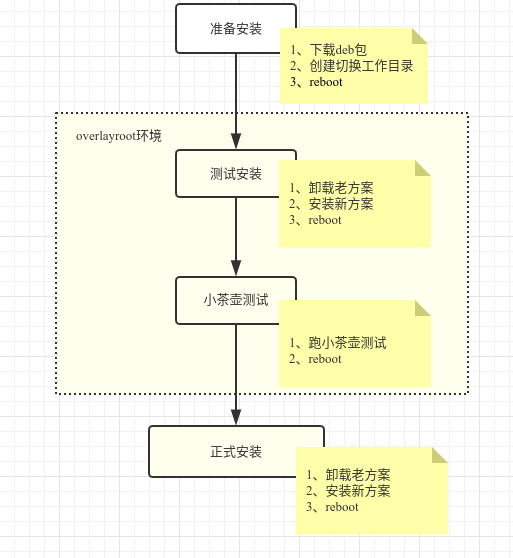 准备安装
1、下载deb包
2、创建切换工作目录
3、reboot
overlayroot环境
测试安装
1、卸载老方案
2、安装新方案
3、reboot
小茶壶测试
1、跑小茶壶测试
2、reboot
正式安装
1、卸载老方案
2、安装新方案
3、reboot